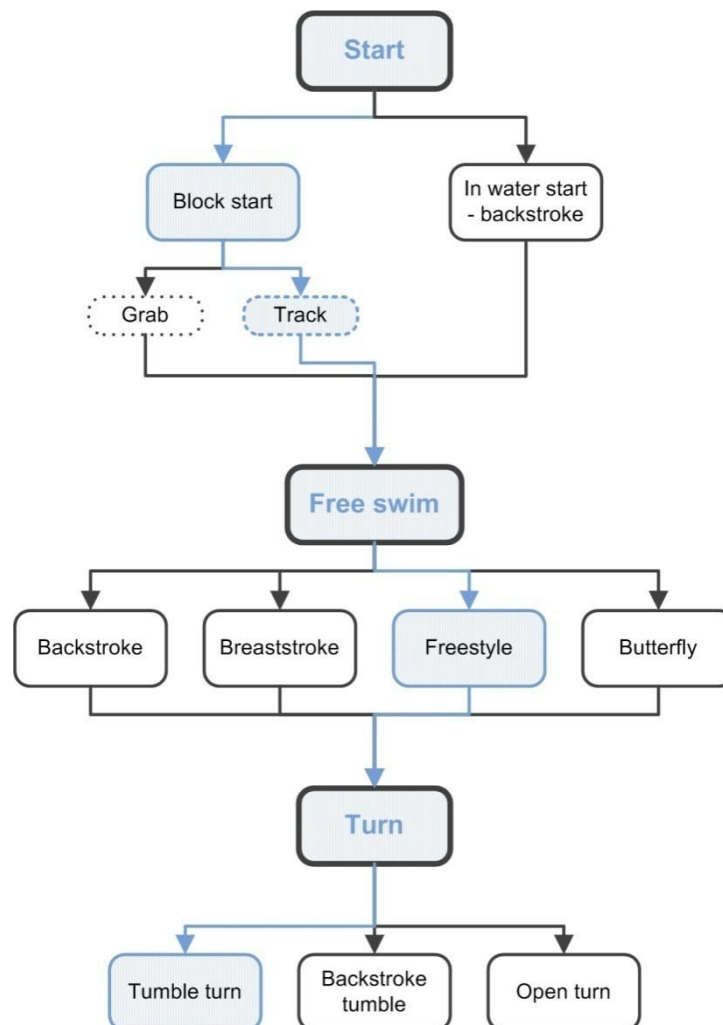 Start
Block start
In water start
- backstroke
Grab
Track
Free swim
Backstroke
Breaststroke
Freestyle
Butterfly
Turn
Tumble turn
Backstroke
tumble
Open turn